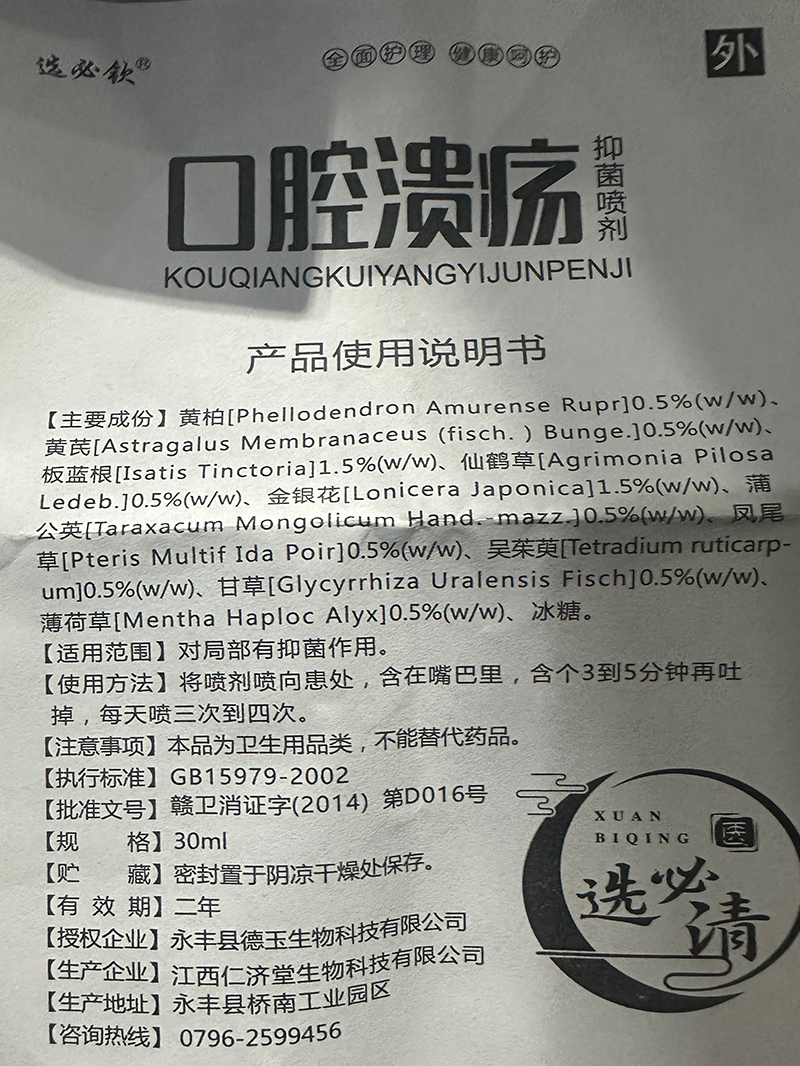 选必钦®
全面护理 健康呵护
外
口腔溃疡
抑菌喷剂
KOUQIANGKUIYANGYIJUNPENJI
产品使用说明书
【主要成份】黄柏[Phellodendron Amurense Rupr]0.5%(w/w)、
黄芪[Astragalus Membranaceus (fisch. ) Bunge.]0.5%(w/w)、
板蓝根[Isatis Tinctoria]1.5%(w/w)、仙鹤草[Agrimonia Pilosa
Ledeb.]0.5%(w/w)、金银花[Lonicera Japonica]1.5%(w/w)、蒲
公英[Taraxacum Mongolicum Hand.-mazz.]0.5%(w/w)、凤尾
草[Pteris Multif Ida Poir]0.5%(w/w)、吴茱萸[Tetradium ruticarp-
um]0.5%(w/w)、甘草[Glycyrrhiza Uralensis Fisch]0.5%(w/w)、
薄荷草[Mentha Haploc Alyx]0.5%(w/w)、冰糖。
【适用范围】对局部有抑菌作用。
【使用方法】将喷剂喷向患处，含在嘴巴里，含个3到5分钟再吐
掉，每天喷三次到四次。
【注意事项】本品为卫生用品类，不能替代药品。
【执行标准】GB15979-2002
【批准文号】赣卫消证字(2014) 第D016号
【规 格】30ml
【贮 藏】密封置于阴凉干燥处保存。
【有 效 期】二年
【授权企业】永丰县德玉生物科技有限公司
【生产企业】江西仁济堂生物科技有限公司
【生产地址】永丰县桥南工业园区
【咨询热线】0796-2599456
XUAN
BIQING
医
选必清